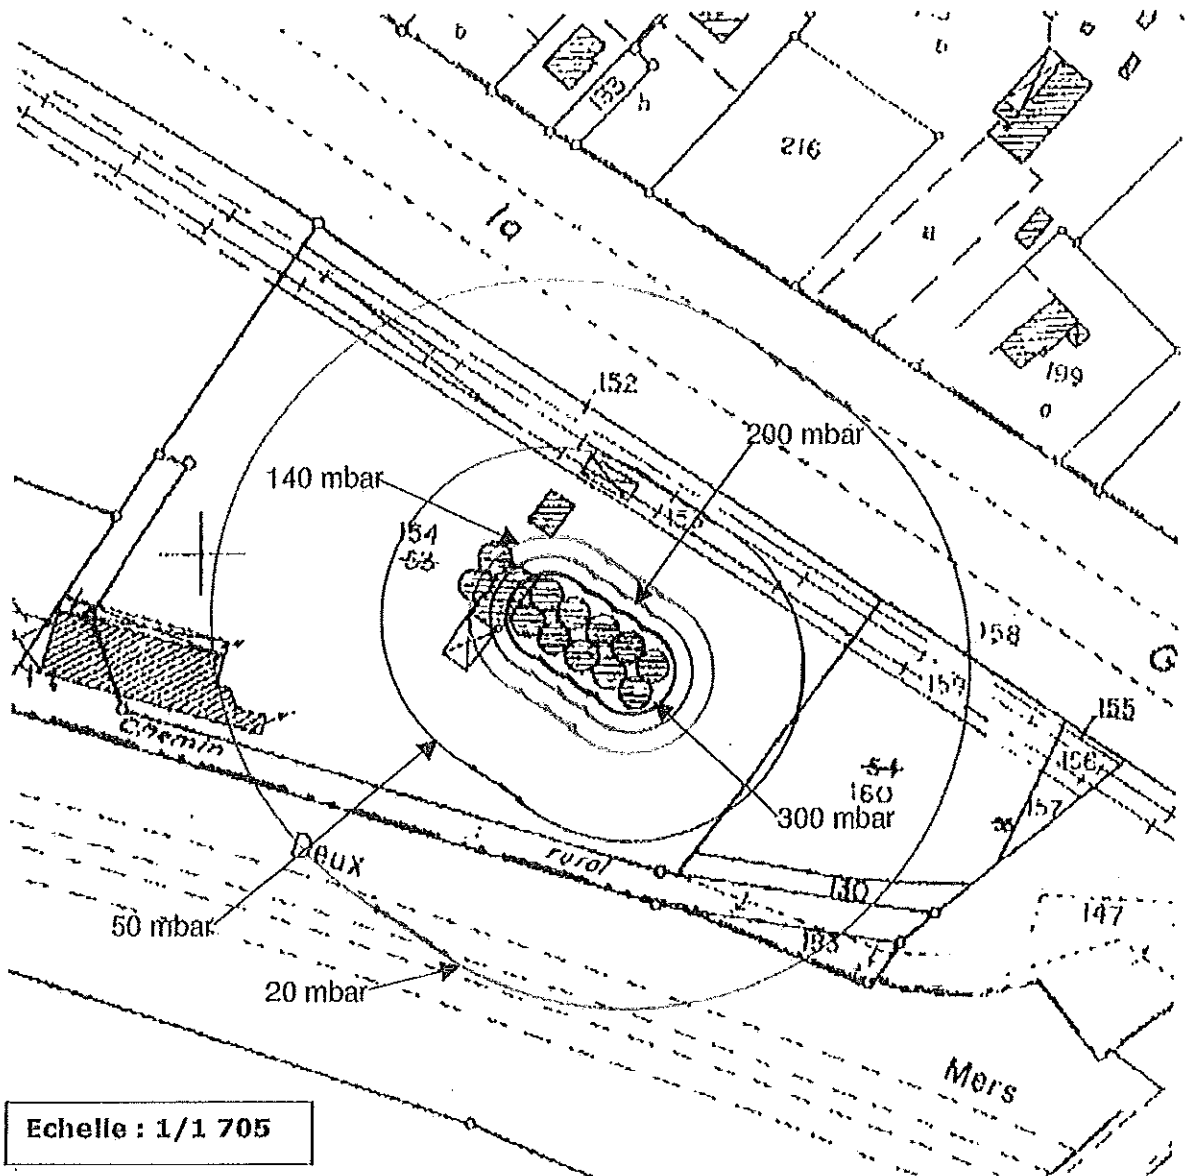 b
133
h
216
la
152
199
200 mbar
140 mbar
154
53
158
159
155
156
157
54
160
300 mbar
Chemin
rural
Deux
130
147
50 mbar
20 mbar
Mers
Echelle : 1/1 705